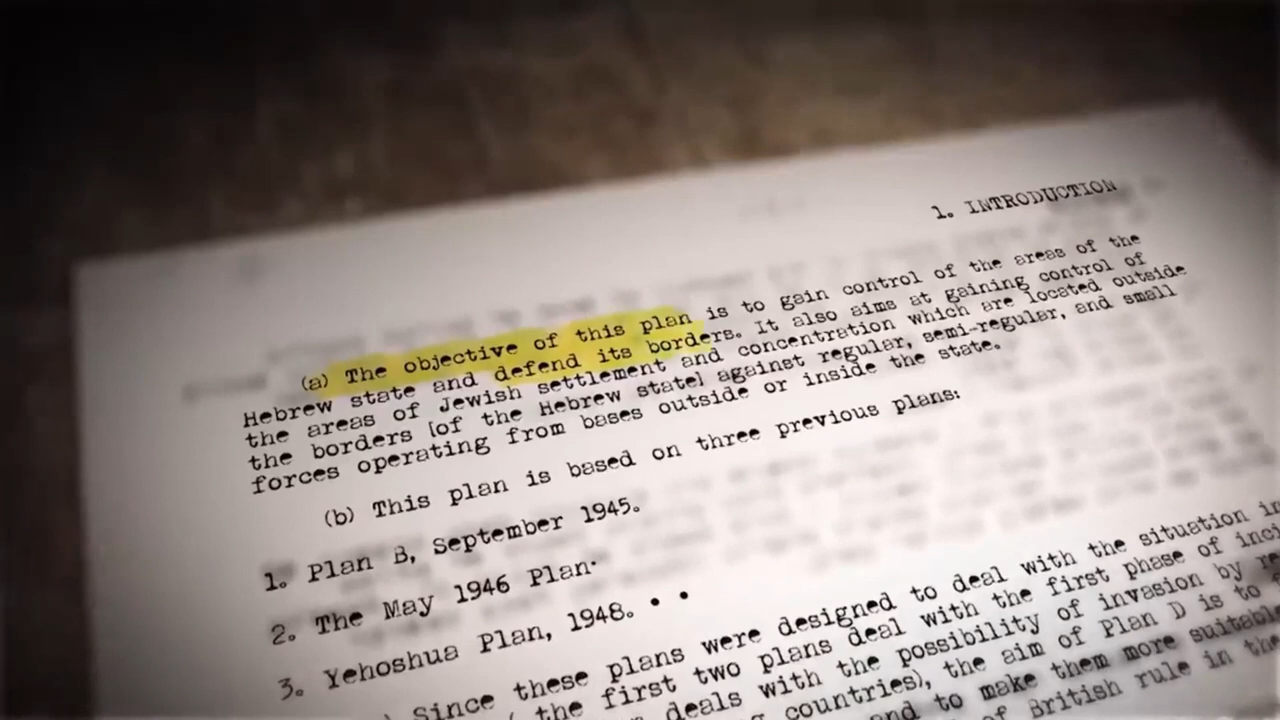 1. INTRODUCTION
(a) The objective of this plan is to gain control of the areas of the
Hebrew state and defend its borders. It also aims at gaining control of
the areas of Jewish settlement and concentration which are located outside
the borders [of the Hebrew state] against regular, semi-regular, and small
forces operating from bases outside or inside the state.
(b) This plan is based on three previous plans:
1. Plan B, September 1945.
2. The May 1946 Plan.
3. Yehoshua Plan, 1948. . .
Since these plans were designed to deal with the situation
the first two plans deal with the first phase of
deals with the possibility of invasion by
countries), the aim of Plan D is to
and to make them more
of British rule in the